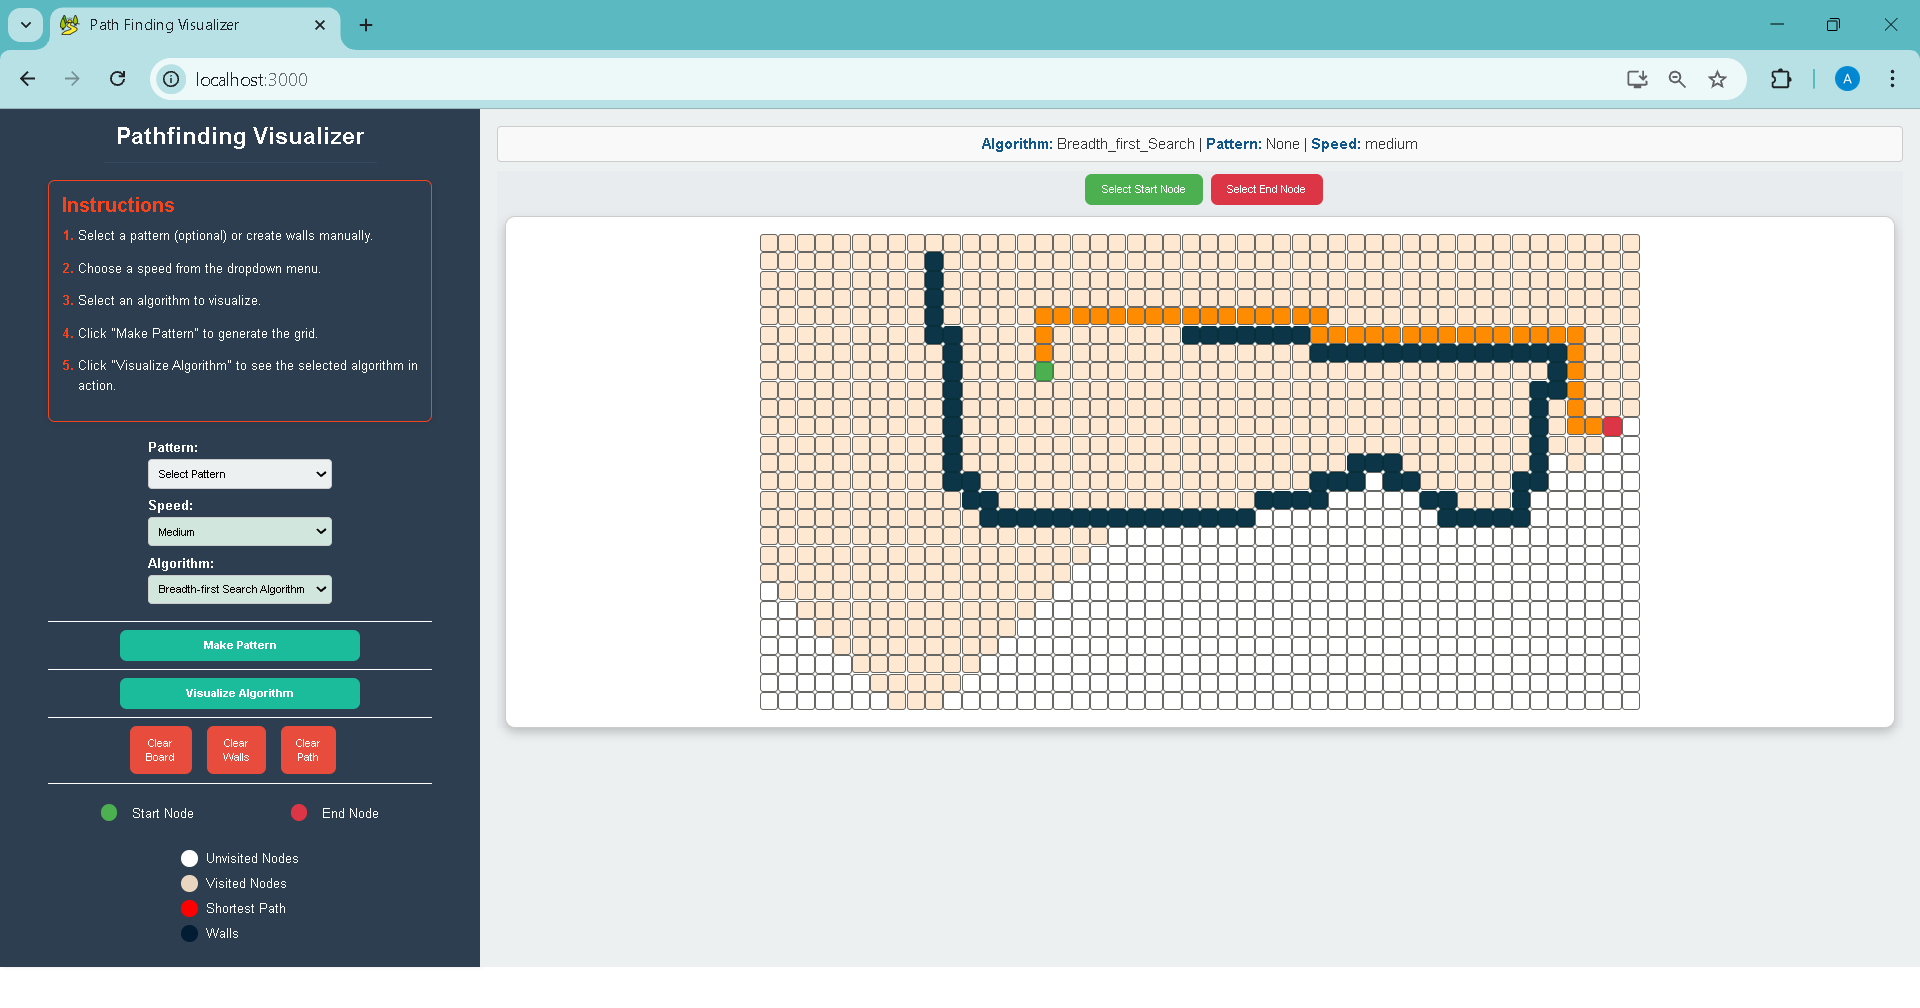 Path Finding Visualizer
localhost:3000
A
Pathfinding Visualizer
Instructions
1. Select a pattern (optional) or create walls manually.
2. Choose a speed from the dropdown menu.
3. Select an algorithm to visualize.
4. Click "Make Pattern" to generate the grid.
5. Click "Visualize Algorithm" to see the selected algorithm in
action.
Pattern:
Select Pattern
Speed:
Medium
Algorithm:
Breadth-first Search Algorithm
Make Pattern
Visualize Algorithm
Clear
Board
Clear
Walls
Clear
Path
Start Node
End Node
Unvisited Nodes
Visited Nodes
Shortest Path
Walls
Algorithm: Breadth_first_Search | Pattern: None | Speed: medium
Select Start Node
Select End Node